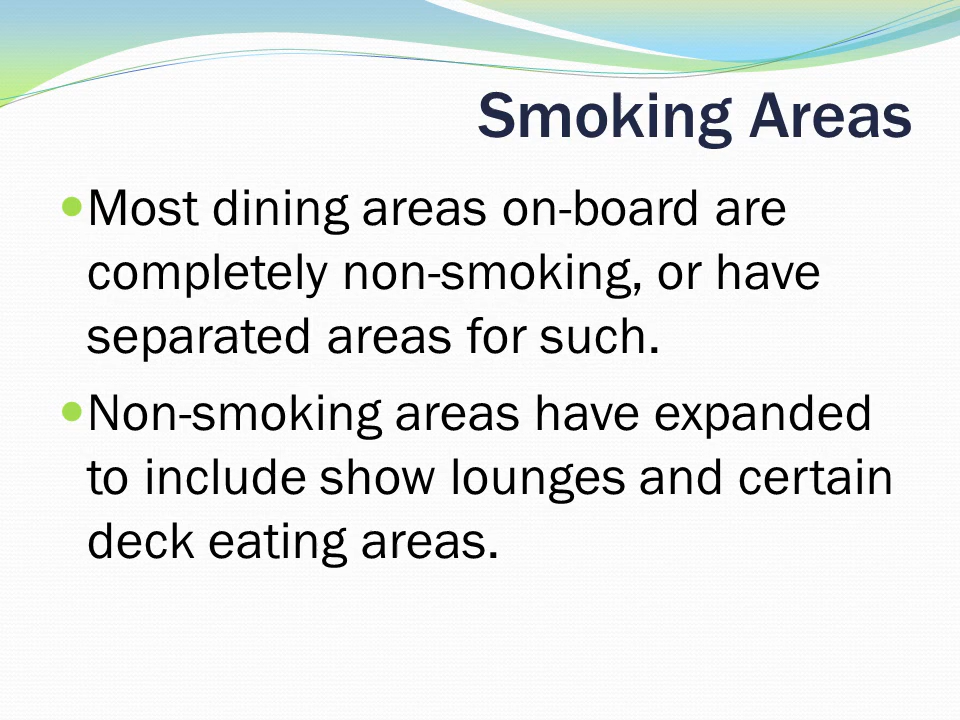 Smoking Areas
Most dining areas on-board are
completely non-smoking, or have
separated areas for such.
Non-smoking areas have expanded
to include show lounges and certain
deck eating areas.